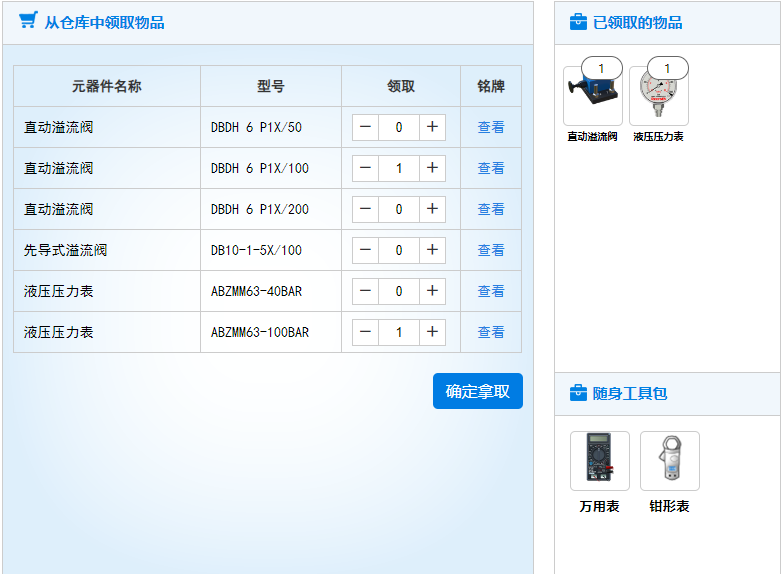 从仓库中领取物品
元器件名称 型号 领取 铭牌
直动溢流阀 DBDH 6 P1X/50 － 0 ＋ 查看
直动溢流阀 DBDH 6 P1X/100 － 1 ＋ 查看
直动溢流阀 DBDH 6 P1X/200 － 0 ＋ 查看
先导式溢流阀 DB10-1-5X/100 － 0 ＋ 查看
液压压力表 ABZMM63-40BAR － 0 ＋ 查看
液压压力表 ABZMM63-100BAR － 1 ＋ 查看
确定拿取
已领取的物品
1 1
直动溢流阀 液压压力表
随身工具包
万用表 钳形表